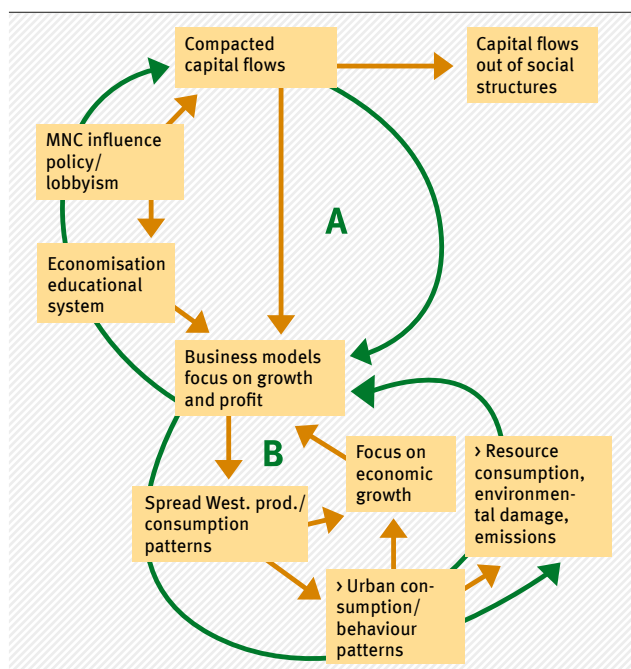 Compacted
capital flows
Capital flows
out of social
structures
MNC influence
policy/
lobbyism
A
Economisation
educational
system
Business models
focus on growth
and profit
B
Focus on
economic
growth
› Resource
consumption,
environmen-
tal damage,
emissions
Spread West. prod./
consumption
patterns
› Urban con-
sumption/
behaviour
patterns